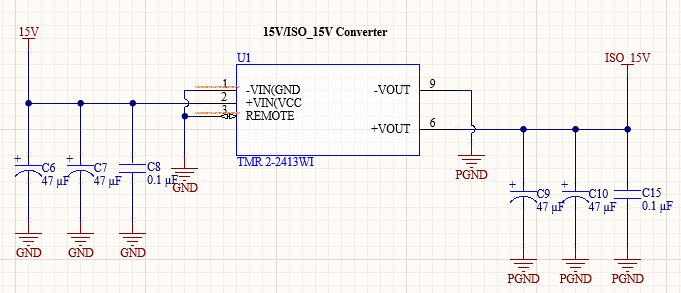 15V/ISO_15V Converter
15V
U1
ISO_15V
1
-VIN(GND
-VOUT
9
2
+VIN(VCC
3
REMOTE
+VOUT
6
TMR 2-2413WI
C6
47 µF
C7
47 µF
C8
0.1 µF
GND
PGND
C9
47 µF
C10
47 µF
C15
0.1 µF
GND
GND
GND
PGND
PGND
PGND